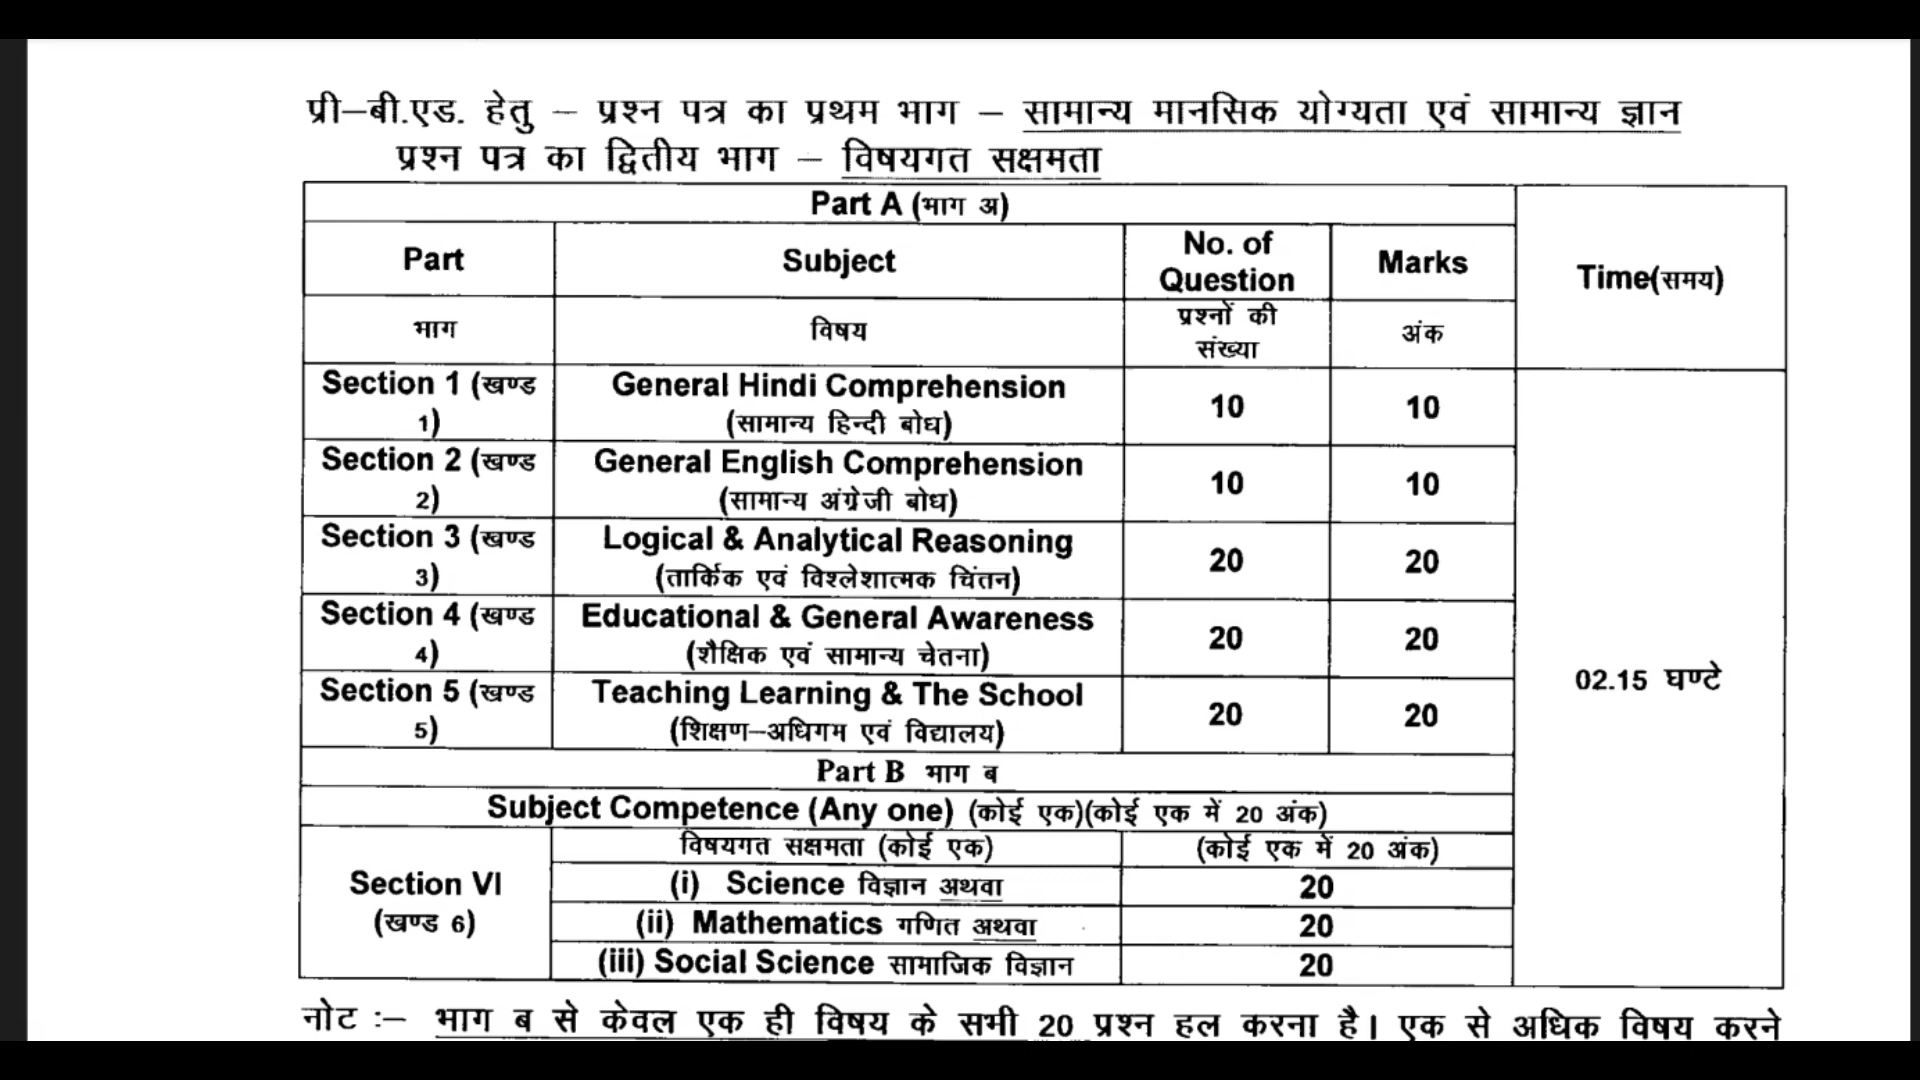 प्री–बी.एड. हेतु – प्रश्न पत्र का प्रथम भाग – सामान्य मानसिक योग्यता एवं सामान्य ज्ञान
प्रश्न पत्र का द्वितीय भाग – विषयगत सक्षमता
Part A (भाग अ)
Part Subject No. of Question Marks Time(समय)
भाग विषय प्रश्नों की संख्या अंक
Section 1 (खण्ड 1) General Hindi Comprehension (सामान्य हिन्दी बोध) 10 10
Section 2 (खण्ड 2) General English Comprehension (सामान्य अंग्रेजी बोध) 10 10
Section 3 (खण्ड 3) Logical & Analytical Reasoning (तार्किक एवं विश्लेशात्मक चिंतन) 20 20
Section 4 (खण्ड 4) Educational & General Awareness (शैक्षिक एवं सामान्य चेतना) 20 20
02.15 घण्टे
Section 5 (खण्ड 5) Teaching Learning & The School (शिक्षण–अधिगम एवं विद्यालय) 20 20
Part B भाग ब
Subject Competence (Any one) (कोई एक)(कोई एक में 20 अंक)
विषयगत सक्षमता (कोई एक) (कोई एक में 20 अंक)
Section VI (खण्ड 6)
(i) Science विज्ञान अथवा 20
(ii) Mathematics गणित अथवा 20
(iii) Social Science सामाजिक विज्ञान 20
नोट :– भाग ब से केवल एक ही विषय के सभी 20 प्रश्न हल करना है। एक से अधिक विषय करने